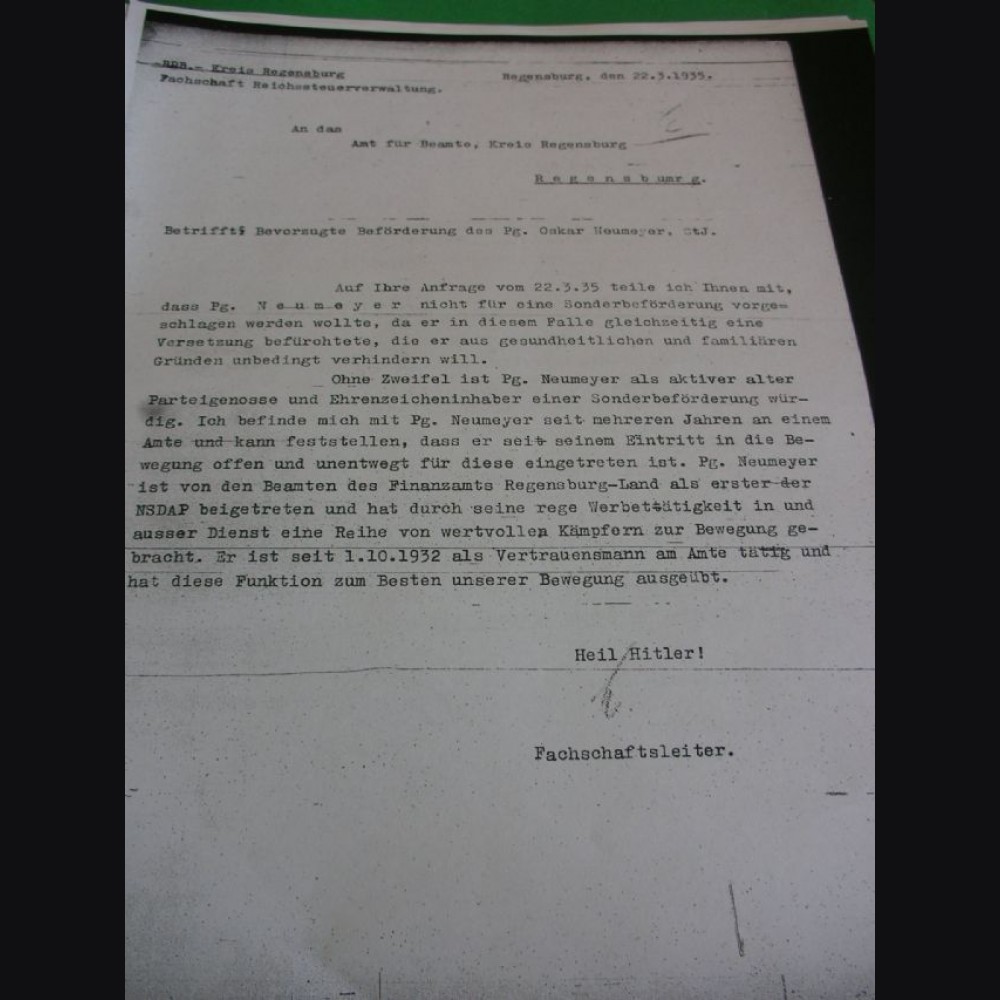 RDB.- Kreis Regensburg
Regensburg, den 22.3.1935.
Fachschaft Reichssteuerverwaltung.
An das
Amt für Beamte, Kreis Regensburg
R e g e n s b umr g.
Betrifft§ Bevorzugte Beförderung des Pg. Oskar Neumeyer, StJ.
Auf Ihre Anfrage vom 22.3.35 teile ich Ihnen mit,
dass Pg. N e u m e y e r nicht für eine Sonderbeförderung vorge=
schlagen werden wollte, da er in diesem Falle gleichzeitig eine
Versetzung befürchtete, die er aus gesundheitlichen und familiären
Gründen unbedingt verhindern will.
Ohne Zweifel ist Pg. Neumeyer als aktiver alter
Parteigenosse und Ehrenzeicheninhaber einer Sonderbeförderung wür-
dig. Ich befinde mich mit Pg. Neumeyer seit mehreren Jahren an einem
Amte und kann feststellen, dass er seit seinem Eintritt in die Be-
wegung offen und unentwegt für diese eingetreten ist. Pg. Neumeyer
ist von den Beamten des Finanzamts Regensburg-Land als erster der
NSDAP beigetreten und hat durch seine rege Werbettätigkeit in und
ausser Dienst eine Reihe von wertvollen Kämpfern zur Bewegung ge-
bracht. Er ist seit 1.10.1932 als Vertrauensmann am Amte tätig und
hat diese Funktion zum Besten unserer Bewegung ausgeübt.
Heil Hitler!
Fachschaftsleiter.